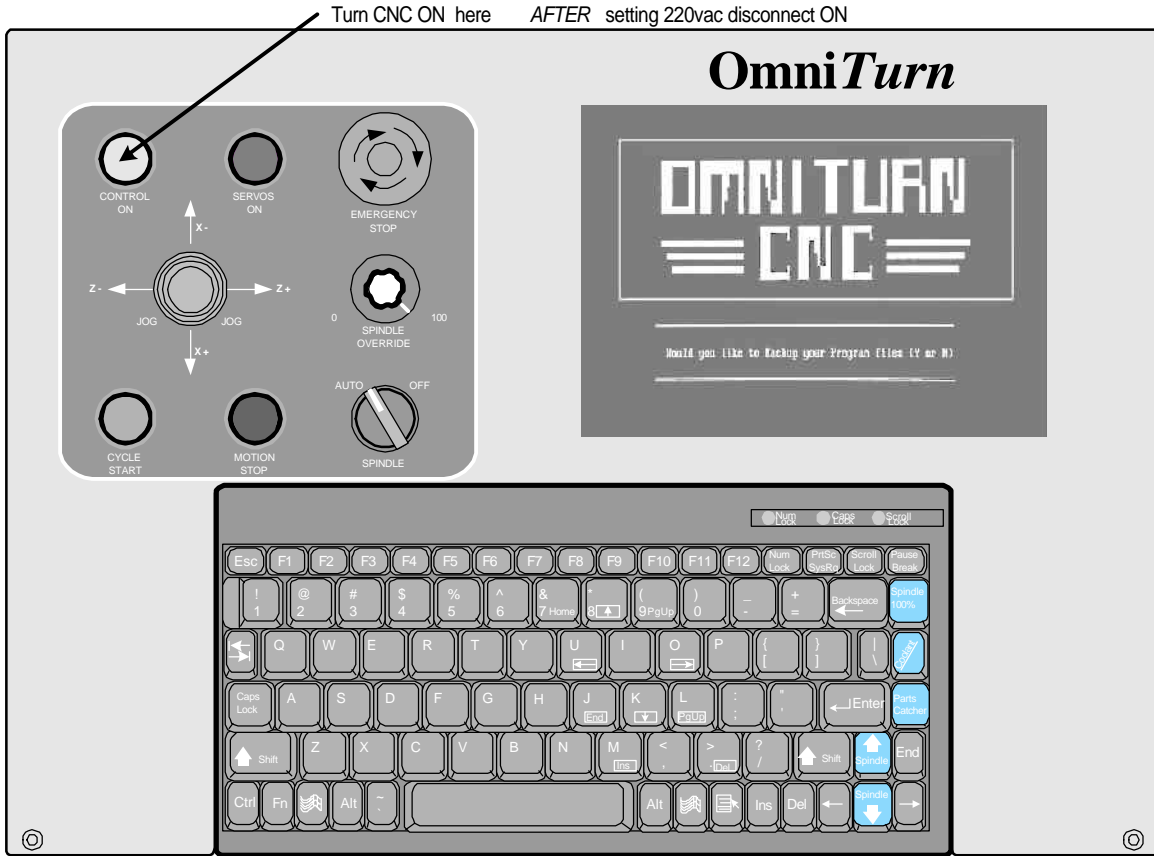 Turn CNC ON here AFTER setting 220vac disconnect ON
OmniTurn
CONTROL
ON
SERVOS
ON
EMERGENCY
STOP
X-
Z-
Z+
JOG
JOG
X+
0
100
SPINDLE
OVERRIDE
AUTO
OFF
CYCLE
START
MOTION
STOP
SPINDLE
OMNITURN
CNC
Would you like to Backup your Program files (Y or N)
Num
Lock
Caps
Lock
Scroll
Lock
Esc F1 F2 F3 F4 F5 F6 F7 F8 F9 F10 F11 F12 Num Lock PrtSc SysRq Scroll Lock Pause Break
! @ # $ % ^ & * ( ) _ +
1 2 3 4 5 6 7 Home 8 9 PgUp 0 - = Backspace Spindle 100%
Q W E R T Y U I O P { } |
[ ] \ Coolant
Caps Lock A S D F G H J End K L PgUp : ; " ' Enter Parts Catcher
Shift Z X C V B N M Ins < , > . Del ? / Shift Spindle End
Ctrl Fn Alt ~ ` Alt Ins Del Spindle